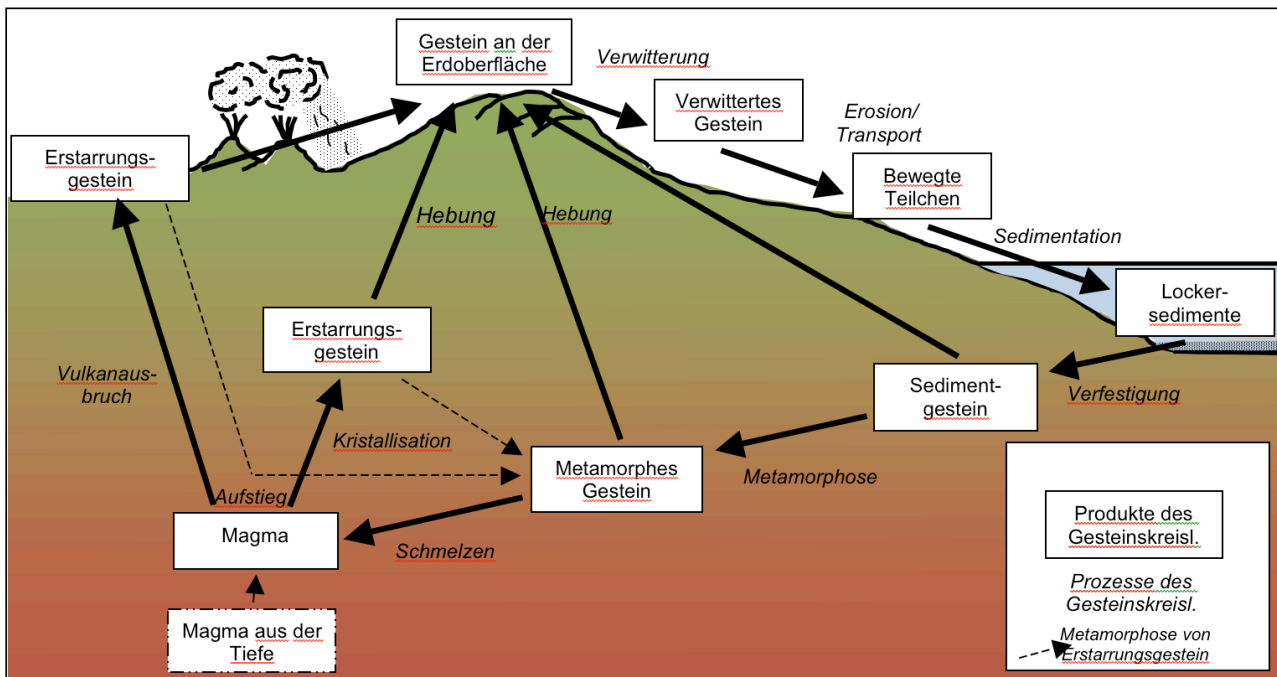 Gestein an der
Erdoberfläche
Verwitterung
Verwittertes
Gestein
Erosion/
Transport
Erstarrungs-
gestein
Bewegte
Teilchen
Hebung
Hebung
Sedimentation
Locker-
sedimente
Erstarrungs-
gestein
Vulkanaus-
bruch
Sediment-
gestein
Verfestigung
Kristallisation
Metamorphes
Gestein
Metamorphose
Aufstieg
Magma
Schmelzen
Magma aus der
Tiefe
Produkte des
Gesteinskreisl.
Prozesse des
Gesteinskreisl.
Metamorphose von
Erstarrungsgestein